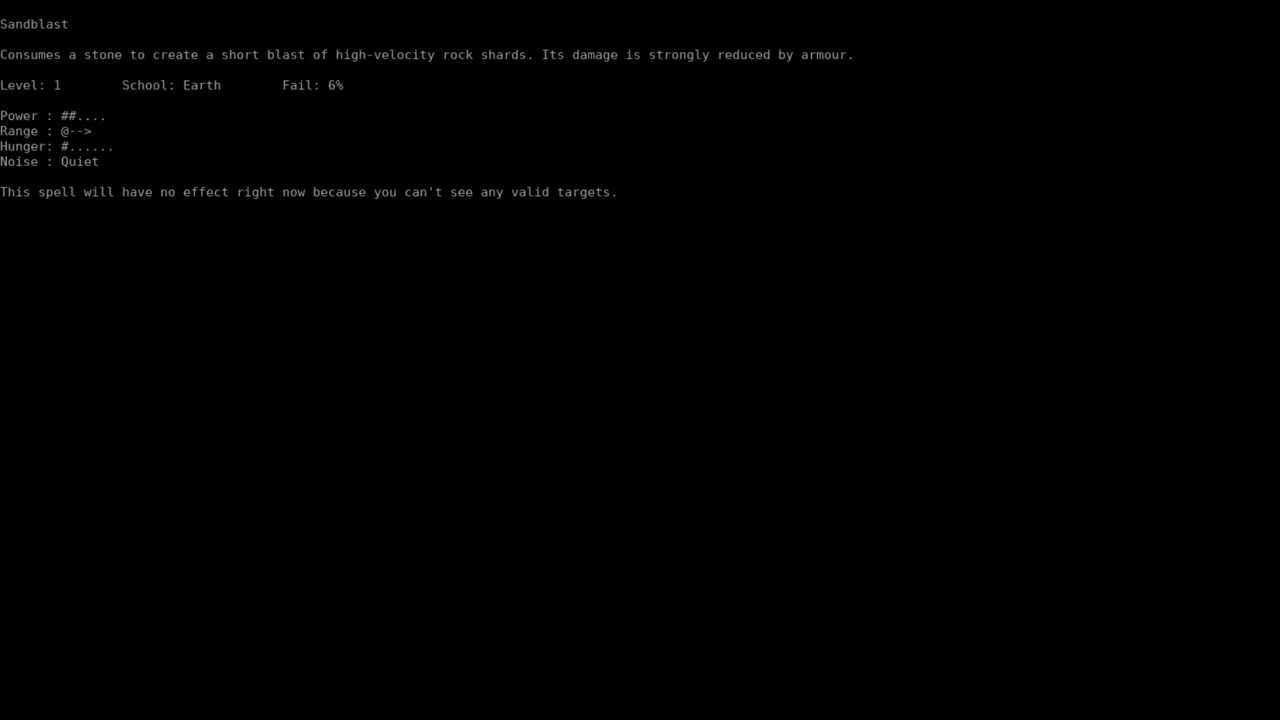 Sandblast
Consumes a stone to create a short blast of high-velocity rock shards. Its damage is strongly reduced by armour.
Level: 1        School: Earth        Fail: 6%
Power : ##....
Range : @-->
Hunger: #......
Noise : Quiet
This spell will have no effect right now because you can't see any valid targets.